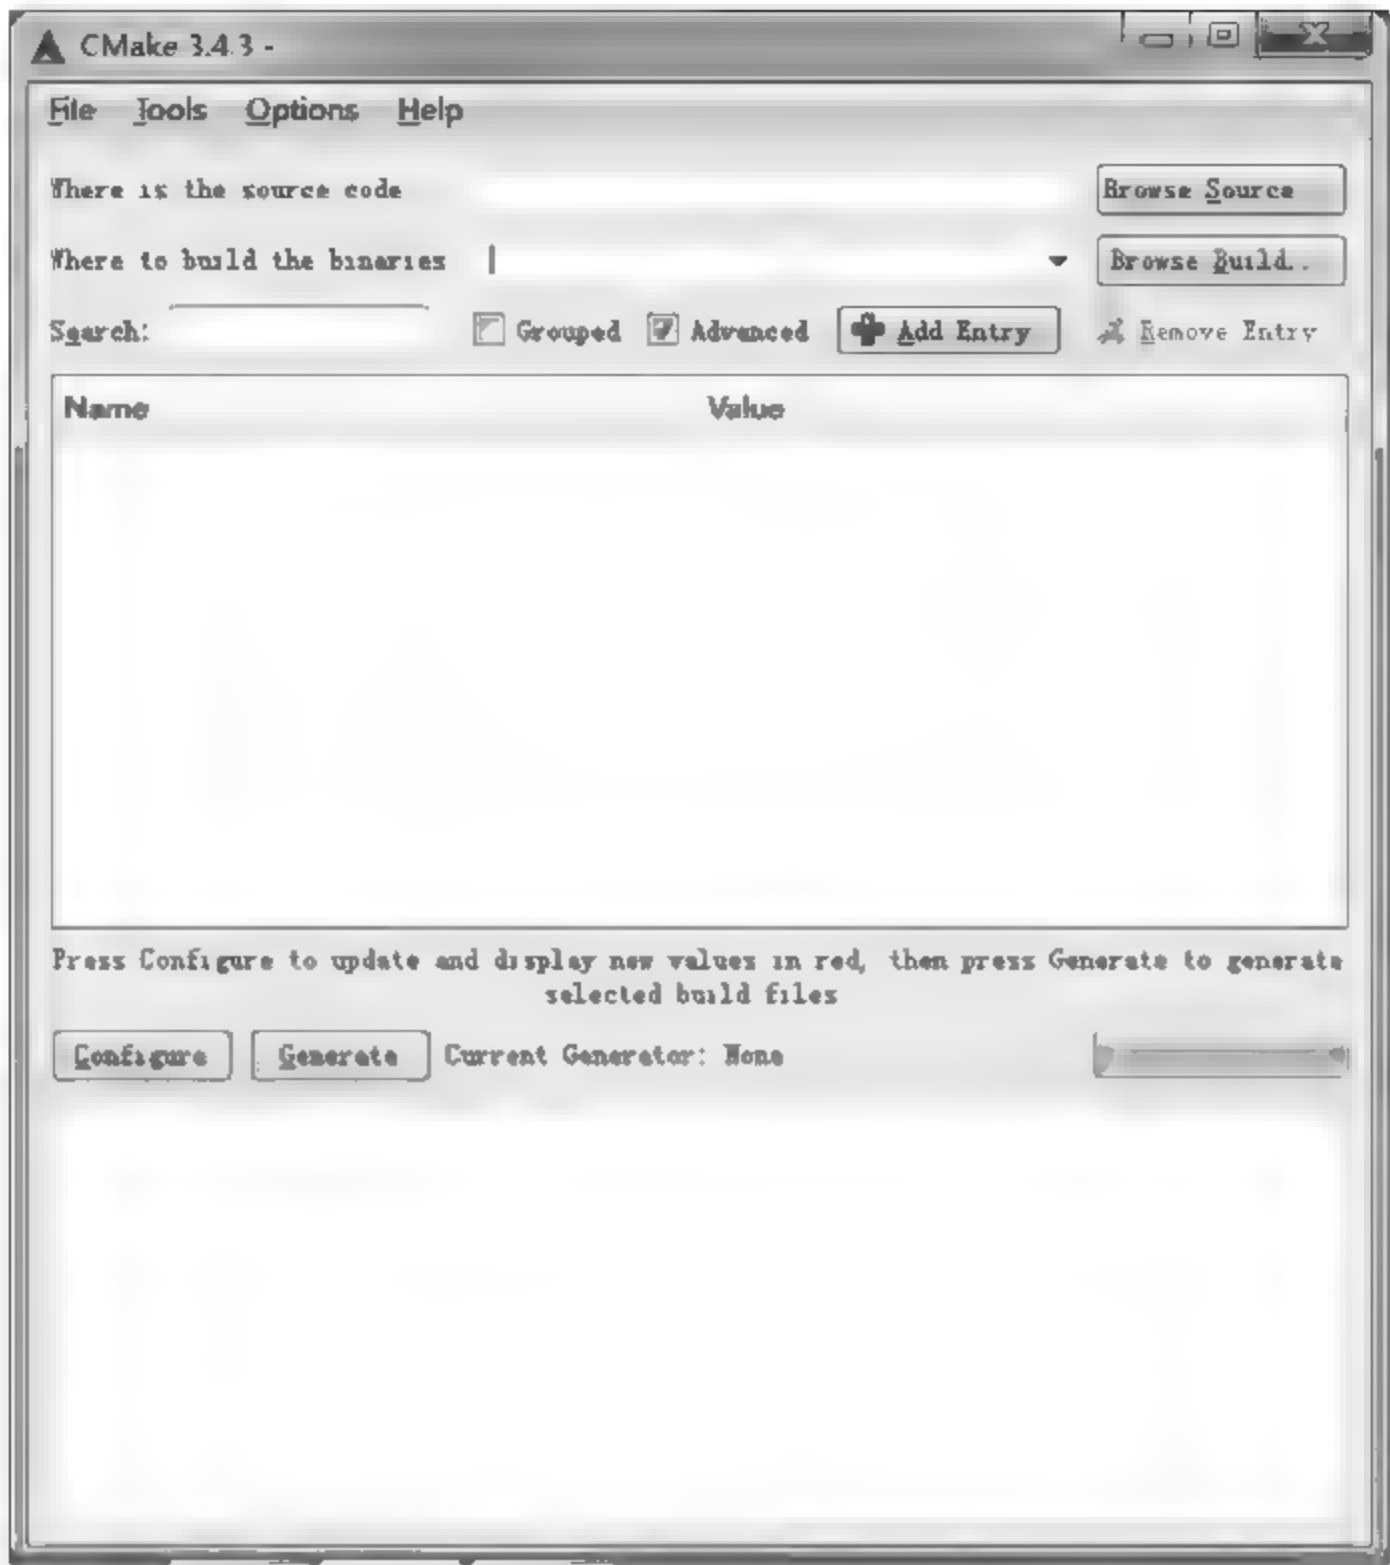 CMake 3.4.3 -
File Tools Options Help
Where is the source code
Browse Source
Where to build the binaries
Browse Build..
Search:
Grouped
Advanced
Add Entry
Remove Entry
Name Value
Press Configure to update and display new values in red, then press Generate to generate
selected build files
Configure
Generate
Current Generator: None